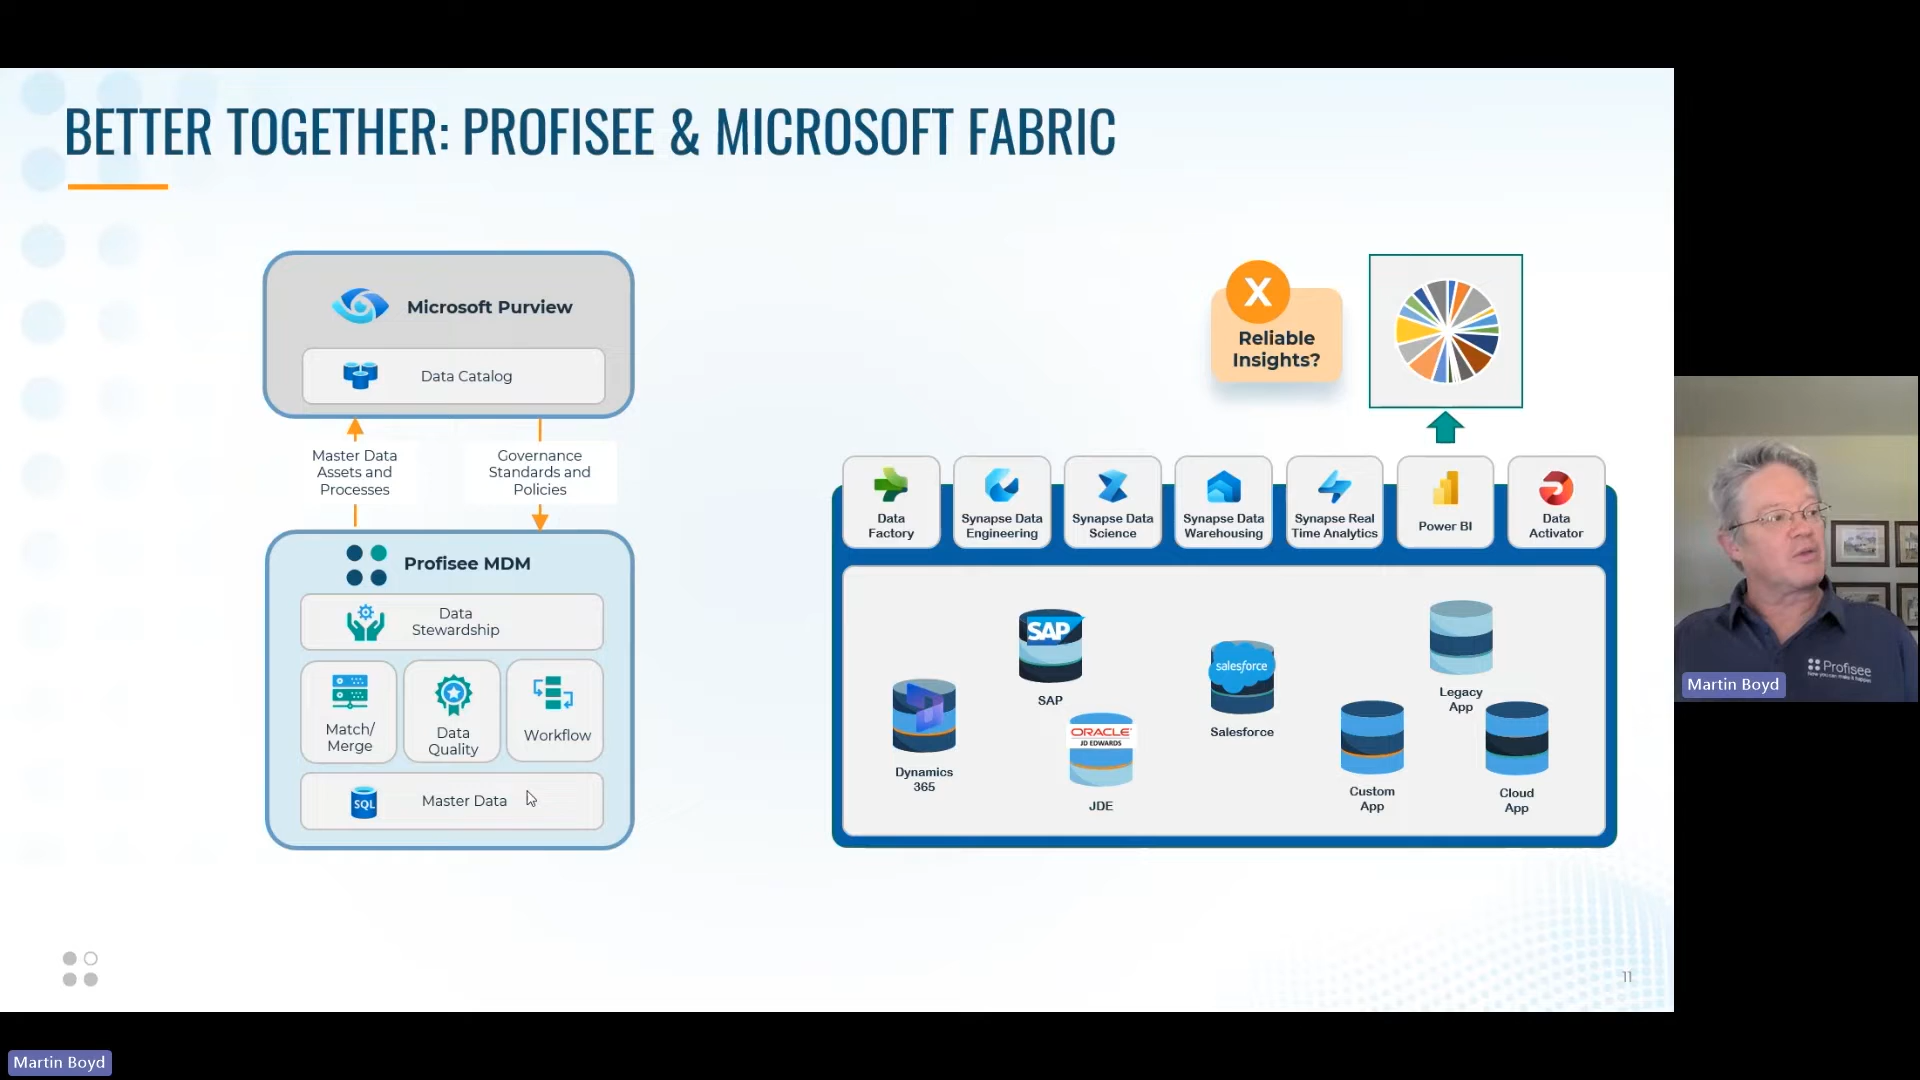 BETTER TOGETHER: PROFISEE & MICROSOFT FABRIC
Microsoft Purview
Data Catalog
Master Data
Assets and
Processes
Governance
Standards and
Policies
Profisee MDM
Data
Stewardship
Match/
Merge
Data
Quality
Workflow
SQL
Master Data
X
Reliable
Insights?
Data
Factory
Synapse Data
Engineering
Synapse Data
Science
Synapse Data
Warehousing
Synapse Real
Time Analytics
Power BI
Data
Activator
SAP
SAP
salesforce
Salesforce
Legacy
App
Dynamics
365
ORACLE
JD EDWARDS
JDE
Custom
App
Cloud
App
11
Profisee
Martin Boyd
Martin Boyd